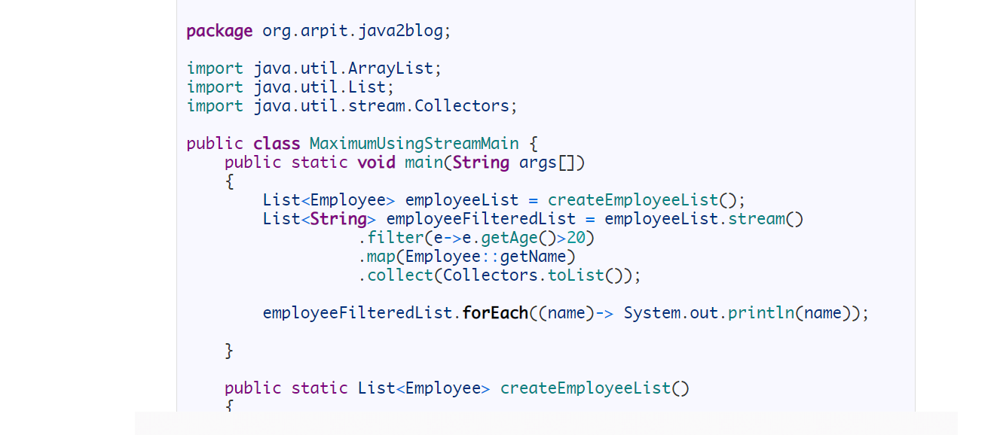 package org.arpit.java2blog;
import java.util.ArrayList;
import java.util.List;
import java.util.stream.Collectors;
public class MaximumUsingStreamMain {
public static void main(String args[])
{
List<Employee> employeeList = createEmployeeList();
List<String> employeeFilteredList = employeeList.stream()
.filter(e->e.getAge()>20)
.map(Employee::getName)
.collect(Collectors.toList());
employeeFilteredList.forEach((name)-> System.out.println(name));
}
public static List<Employee> createEmployeeList()
{